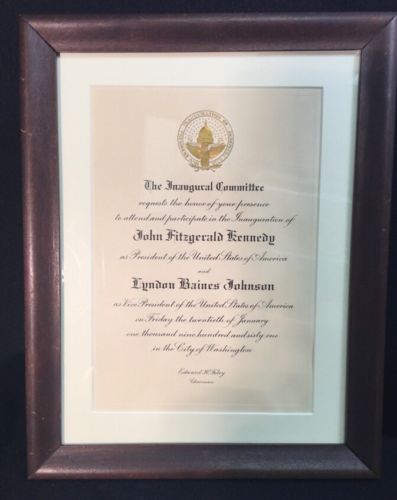 The Inaugural Committee
requests the honor of your presence
to attend and participate in the Inauguration of
John Fitzgerald Kennedy
as President of the United States of America
and
Lyndon Baines Johnson
as Vice President of the United States of America
on Friday the twentieth of January
one thousand nine hundred and sixty one
in the City of Washington
Edward H. Foley
Chairman